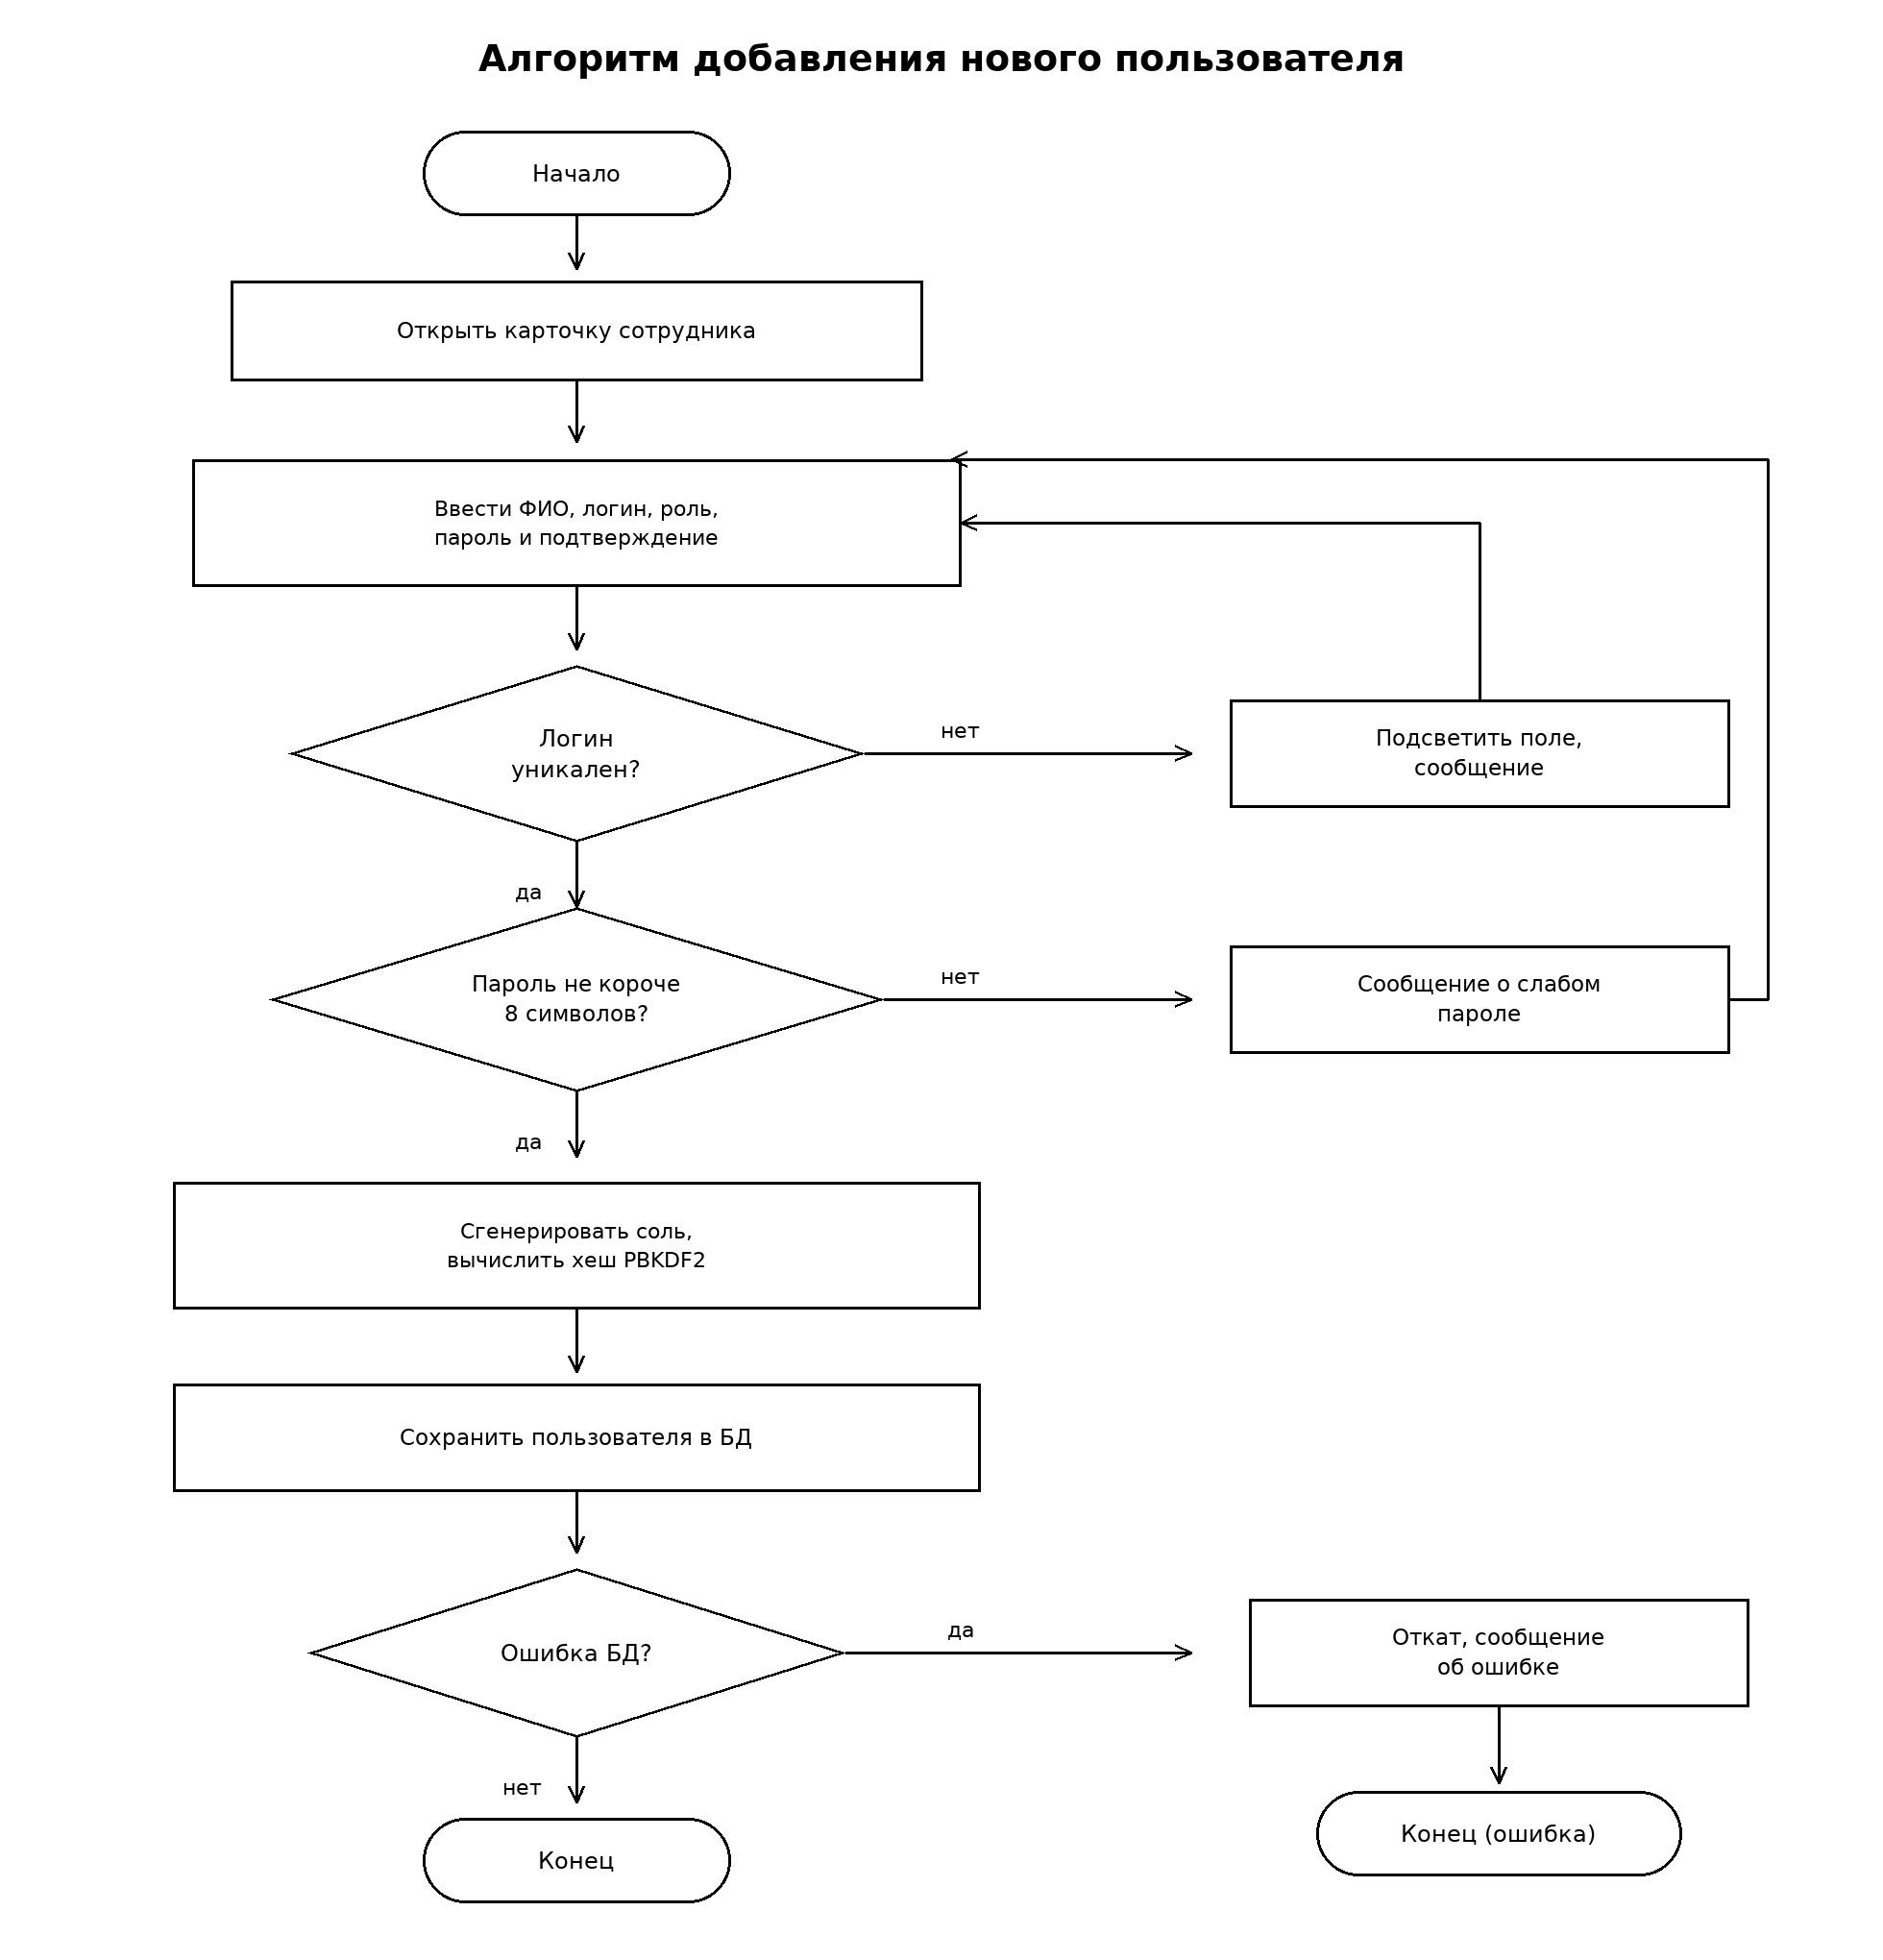 Алгоритм добавления нового пользователя
Начало
Открыть карточку сотрудника
Ввести ФИО, логин, роль,
пароль и подтверждение
Логин
уникален?
нет
Подсветить поле,
сообщение
да
Пароль не короче
8 символов?
нет
Сообщение о слабом
пароле
да
Сгенерировать соль,
вычислить хеш PBKDF2
Сохранить пользователя в БД
Ошибка БД?
да
Откат, сообщение
об ошибке
нет
Конец (ошибка)
Конец